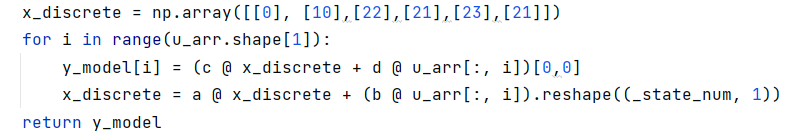 x_discrete = np.array([[0], [10],[22],[21],[23],[21]])
for i in range(u_arr.shape[1]):
    y_model[i] = (c @ x_discrete + d @ u_arr[:, i])[0,0]
    x_discrete = a @ x_discrete + (b @ u_arr[:, i]).reshape((_state_num, 1))
return y_model